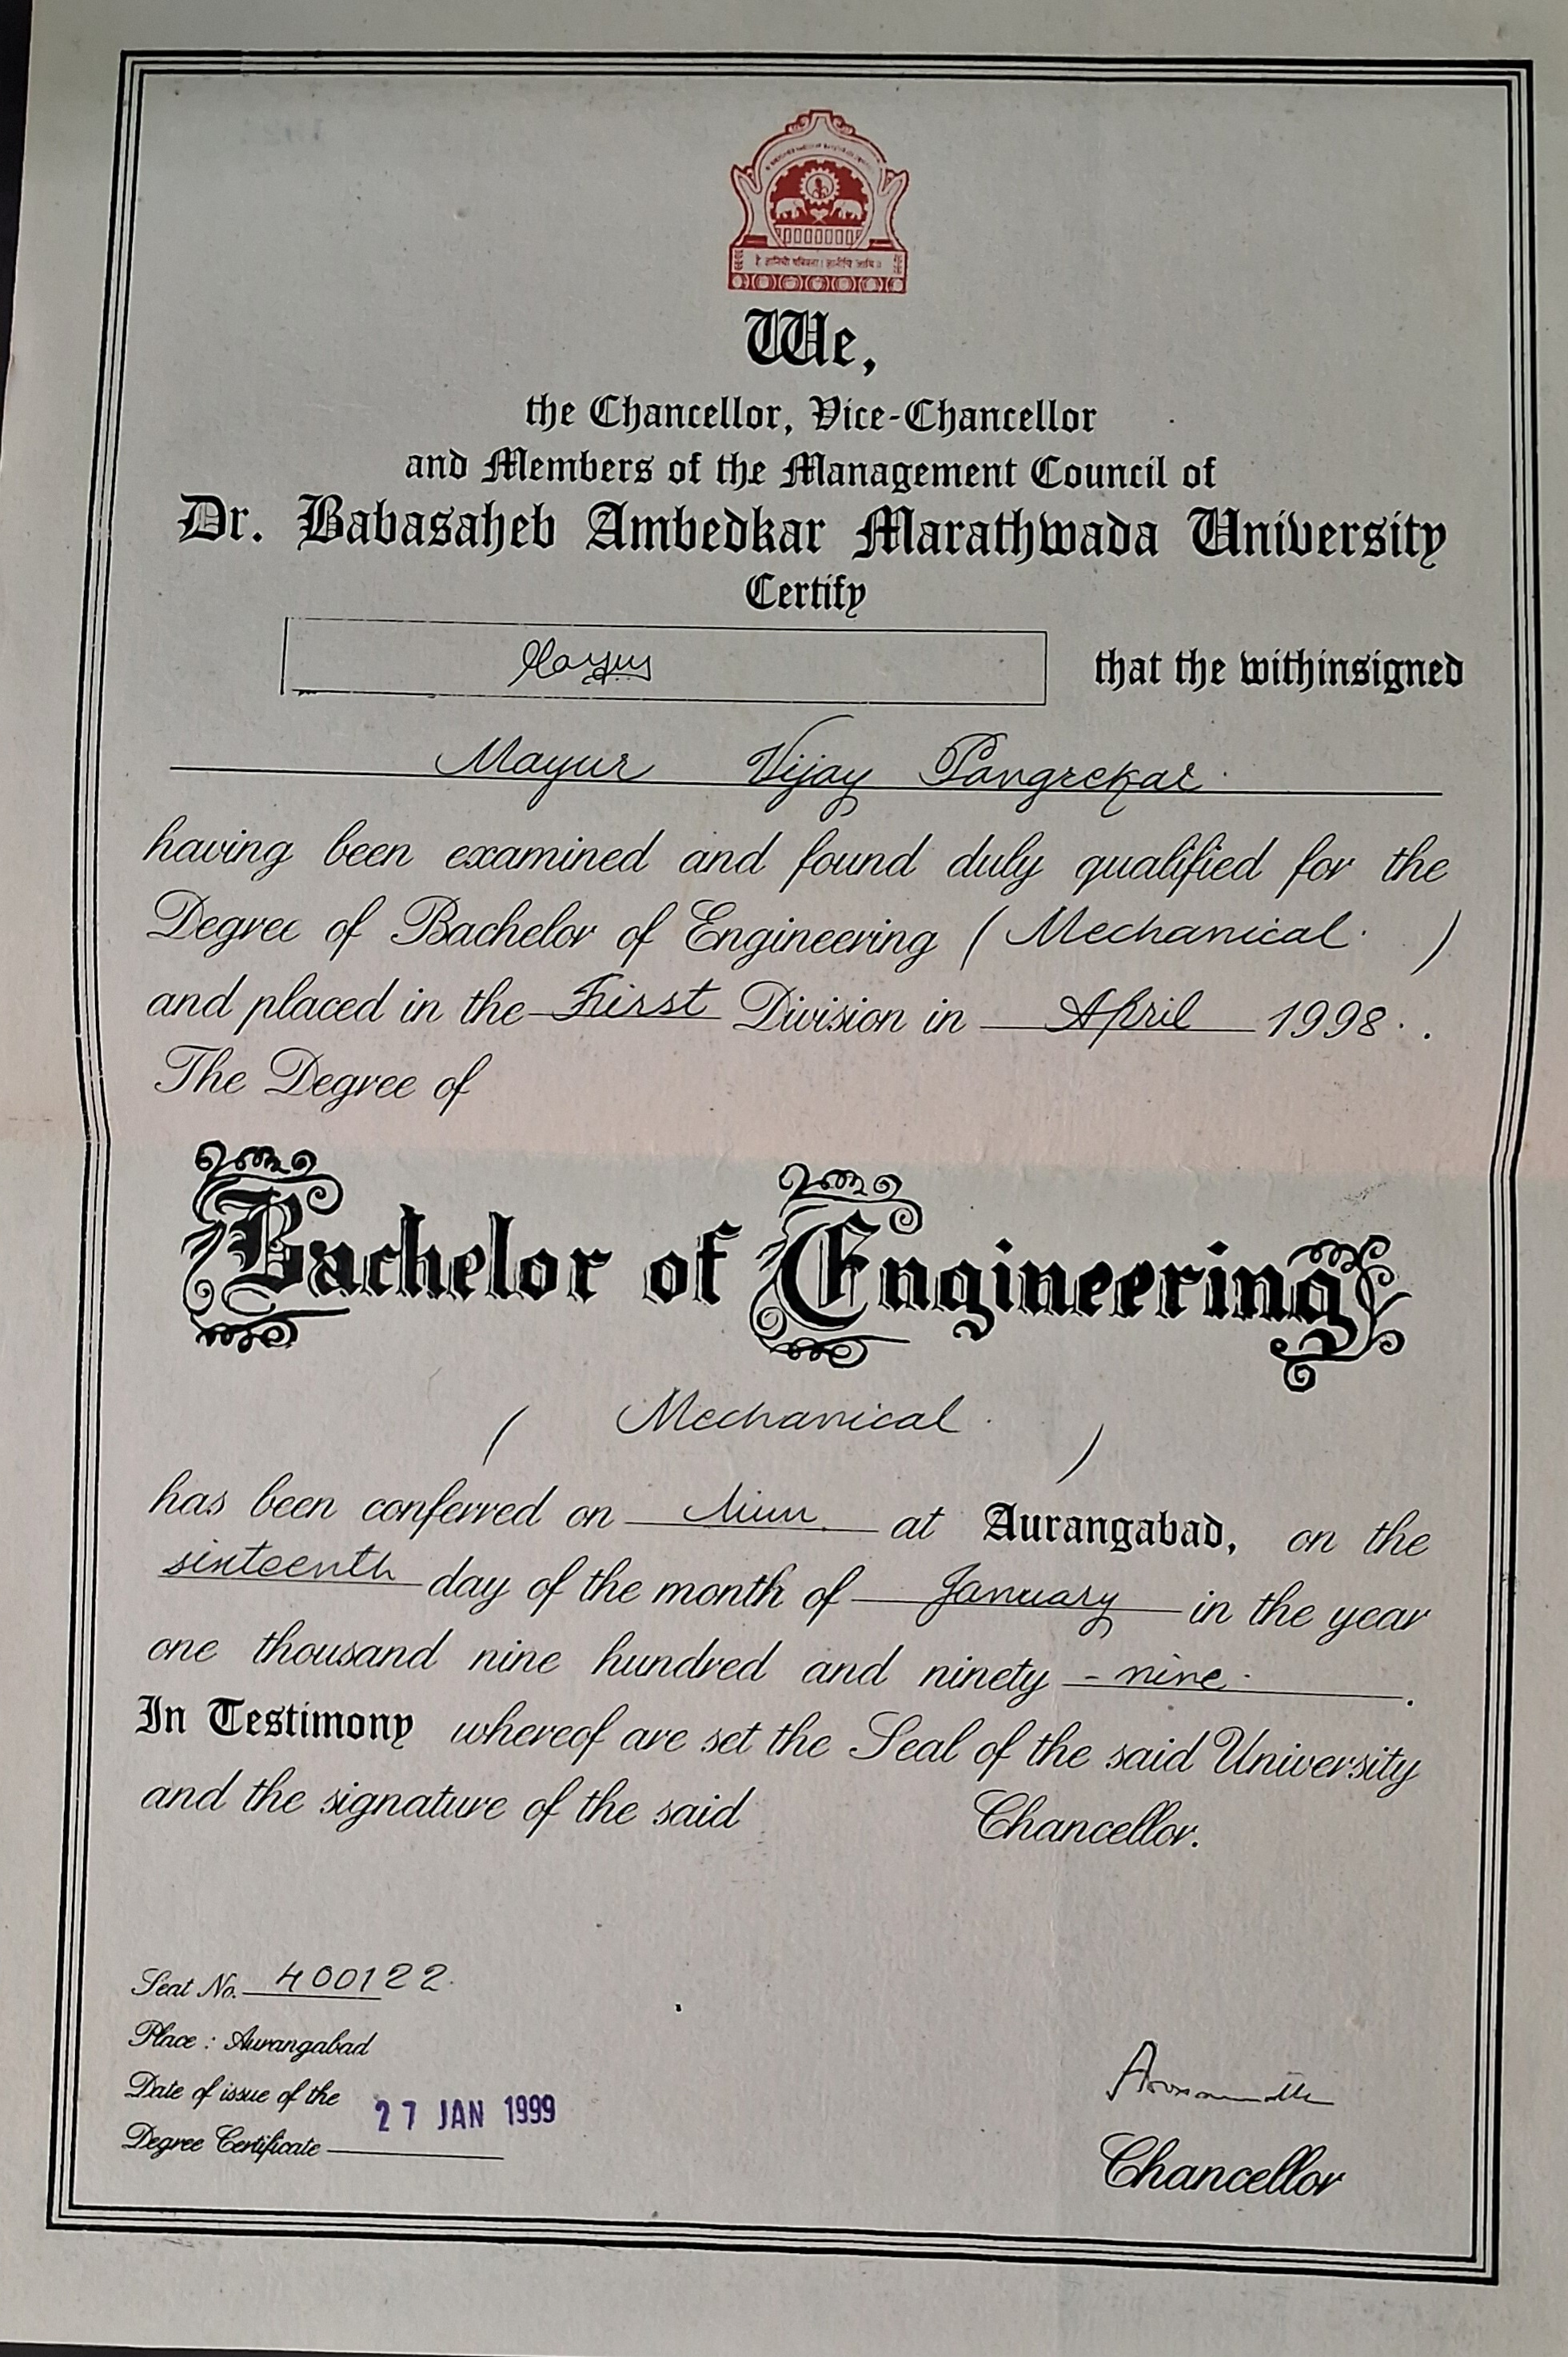 We,
the Chancellor, Vice-Chancellor
and Members of the Management Council of
Dr. Babasaheb Ambedkar Marathwada University
Certify
that the withinsigned
Mayur Vijay Pangrekar
having been examined and found duly qualified for the
Degree of Bachelor of Engineering (Mechanical.)
and placed in the First Division in April 1998.
The Degree of
Bachelor of Engineering
(Mechanical.)
has been conferred on him at Aurangabad, on the
sixteenth day of the month of January in the year
one thousand nine hundred and ninety - nine.
In Testimony whereof are set the Seal of the said University
and the signature of the said Chancellor.
Seat No. 400122
Place : Aurangabad
Date of issue of the
27 JAN 1999
Degree Certificate
Chancellor